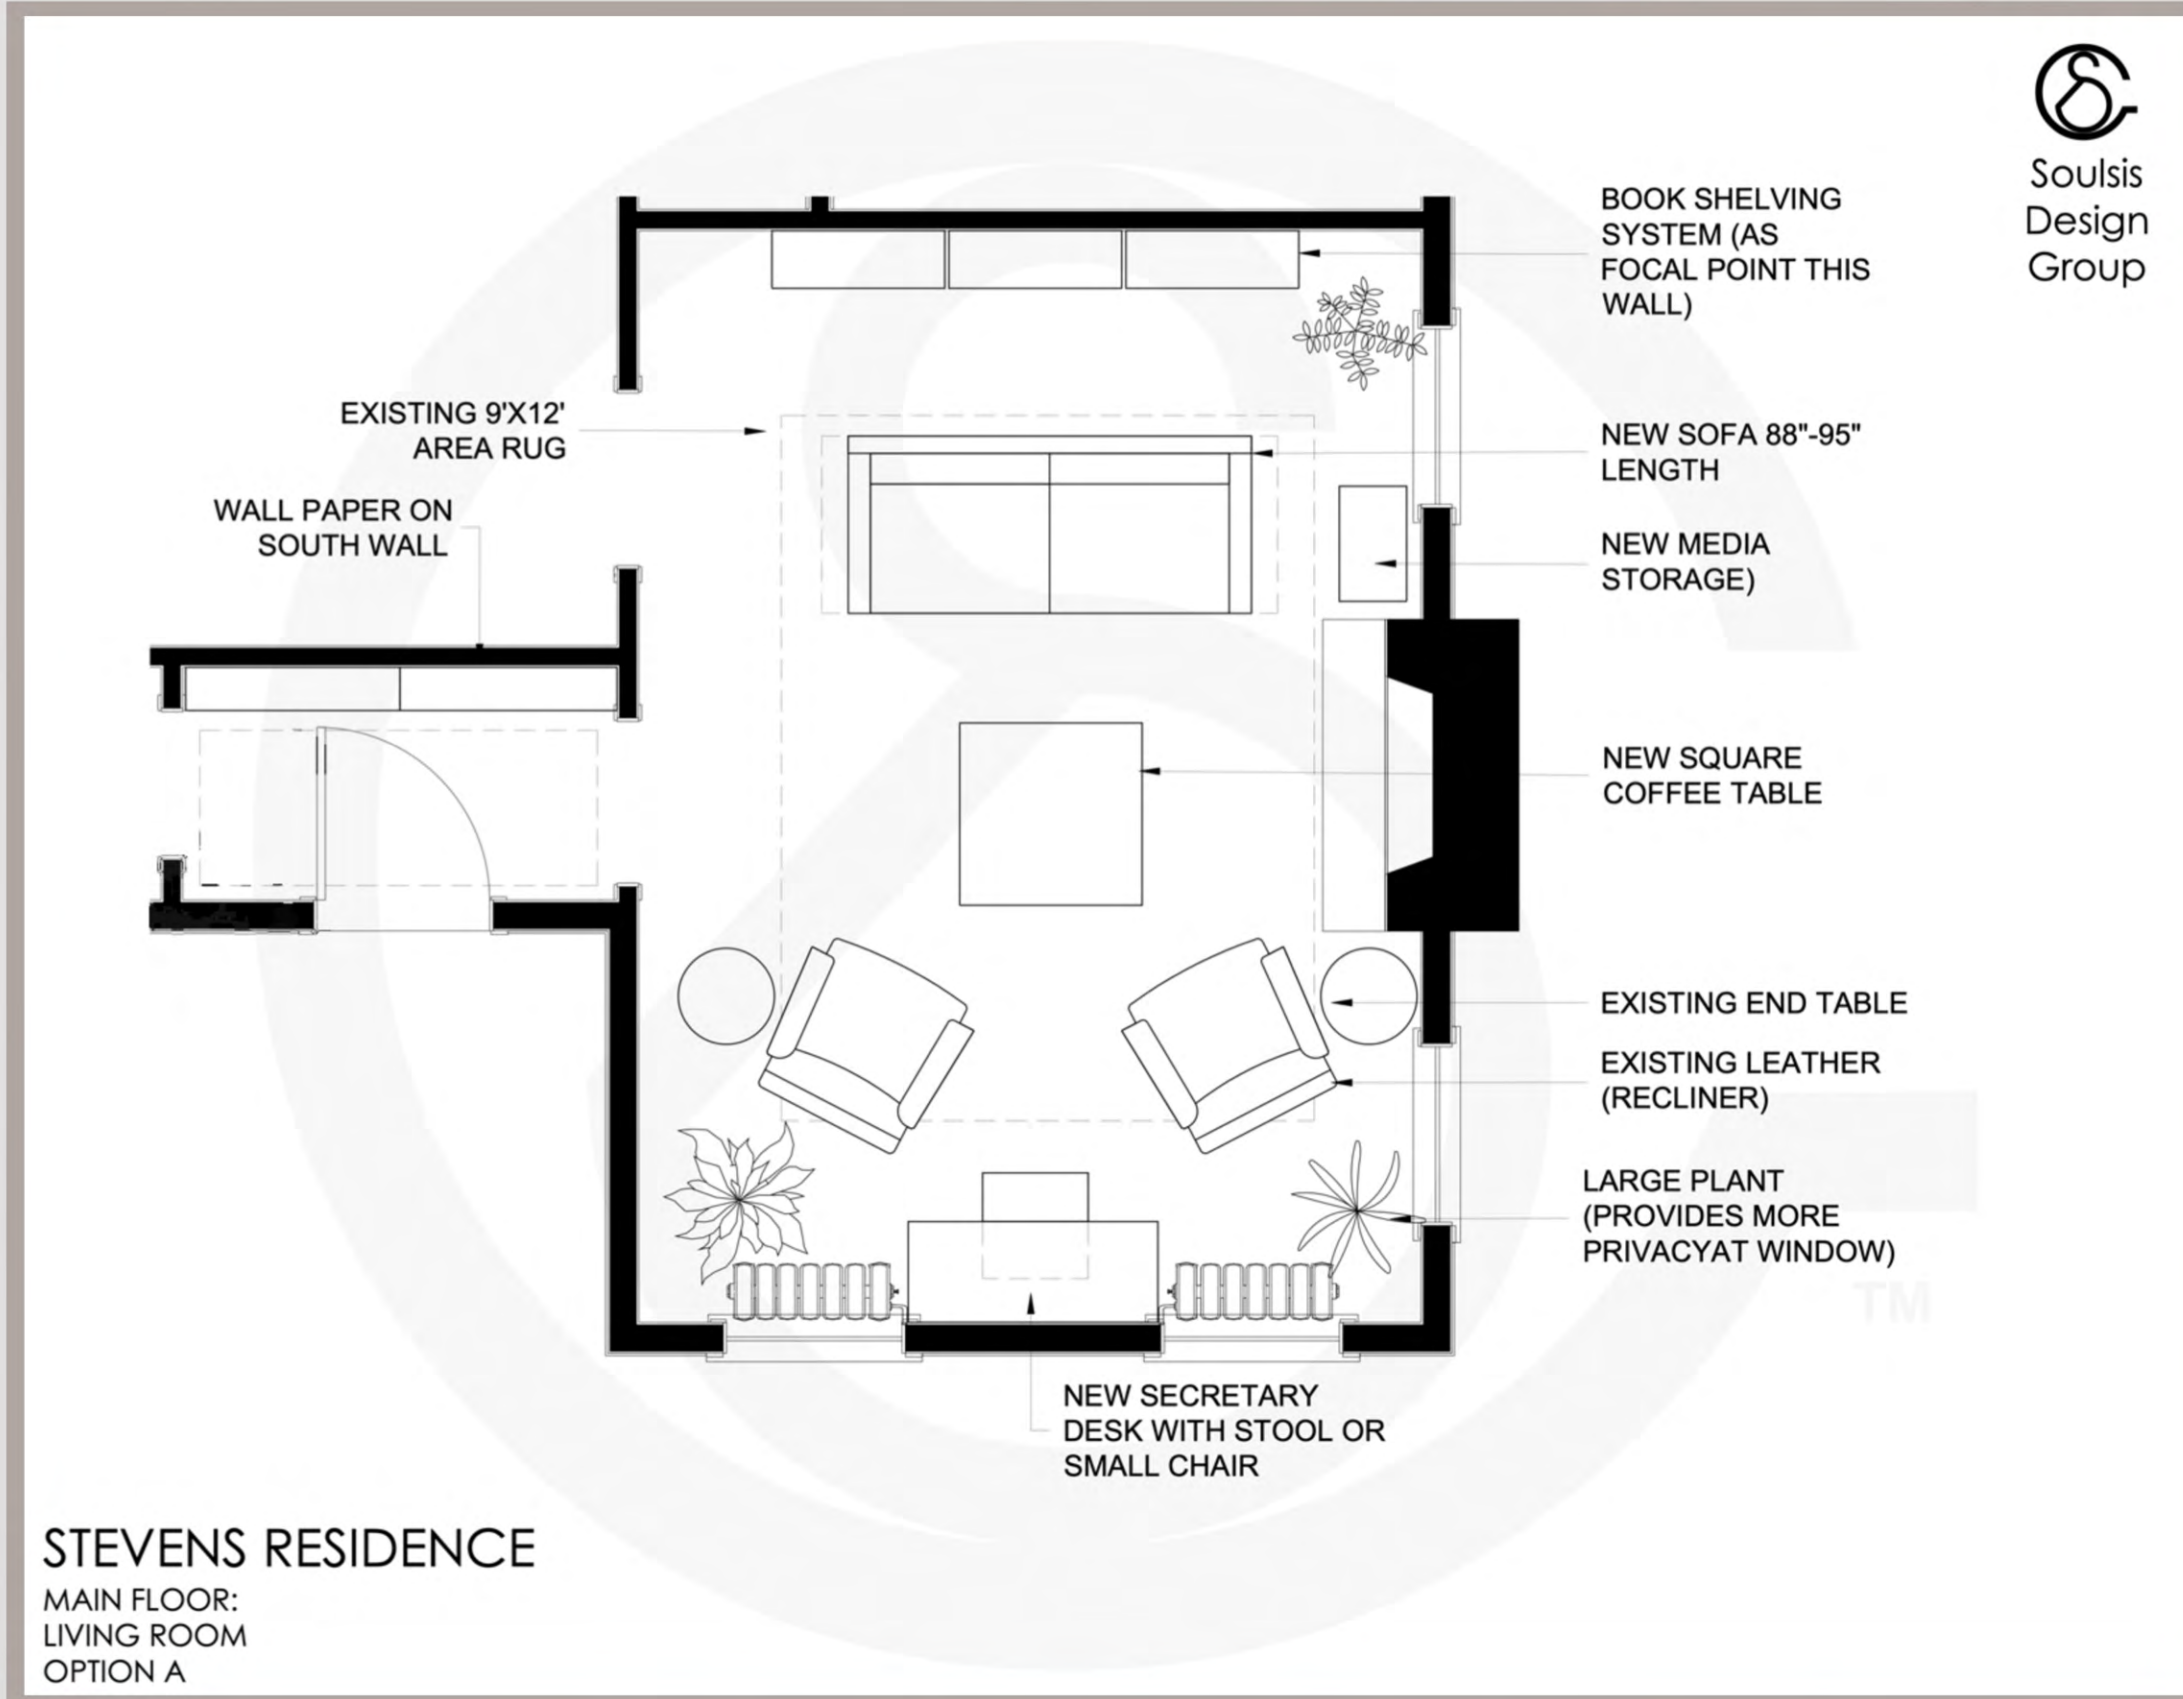 Soulsis
Design
Group
BOOK SHELVING
SYSTEM (AS
FOCAL POINT THIS
WALL)
EXISTING 9'X12'
AREA RUG
NEW SOFA 88"-95"
LENGTH
WALL PAPER ON
SOUTH WALL
NEW MEDIA
STORAGE)
NEW SQUARE
COFFEE TABLE
EXISTING END TABLE
EXISTING LEATHER
(RECLINER)
LARGE PLANT
(PROVIDES MORE
PRIVACYAT WINDOW)
TM
NEW SECRETARY
DESK WITH STOOL OR
SMALL CHAIR
STEVENS RESIDENCE
MAIN FLOOR:
LIVING ROOM
OPTION A